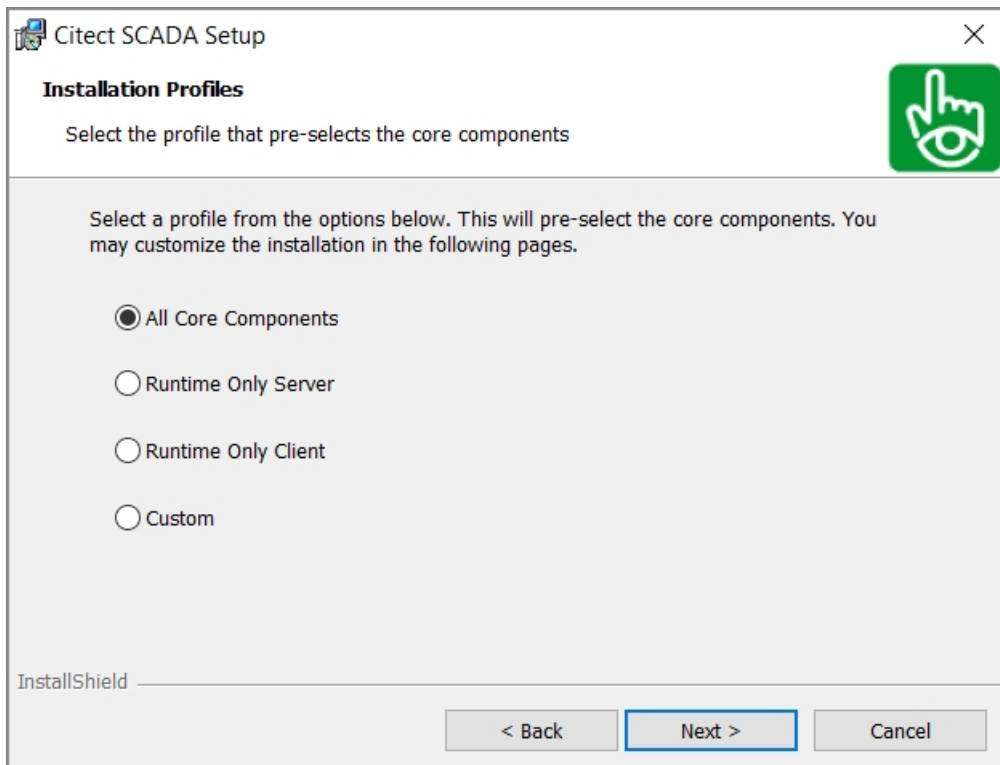 Citect SCADA Setup
Installation Profiles
Select the profile that pre-selects the core components
Select a profile from the options below. This will pre-select the core components. You
may customize the installation in the following pages.
All Core Components
Runtime Only Server
Runtime Only Client
Custom
InstallShield
< Back
Next >
Cancel